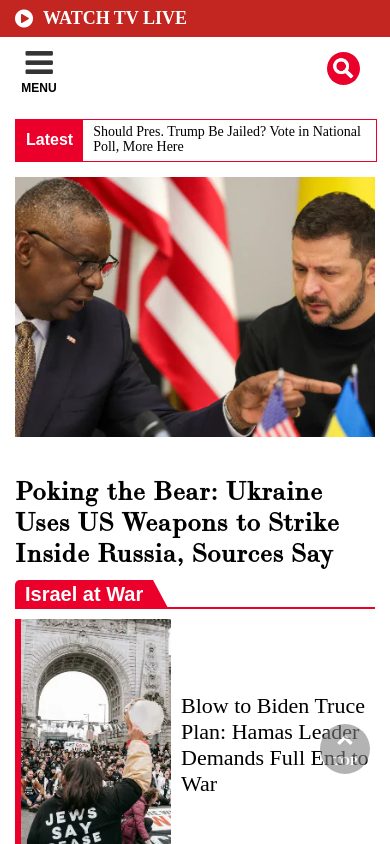 WATCH TV LIVE
MENU
Latest
Should Pres. Trump Be Jailed? Vote in National
Poll, More Here
Poking the Bear: Ukraine
Uses US Weapons to Strike
Inside Russia, Sources Say
Israel at War
Blow to Biden Truce
Plan: Hamas Leader
Demands Full End to
War
JEWS
SAY